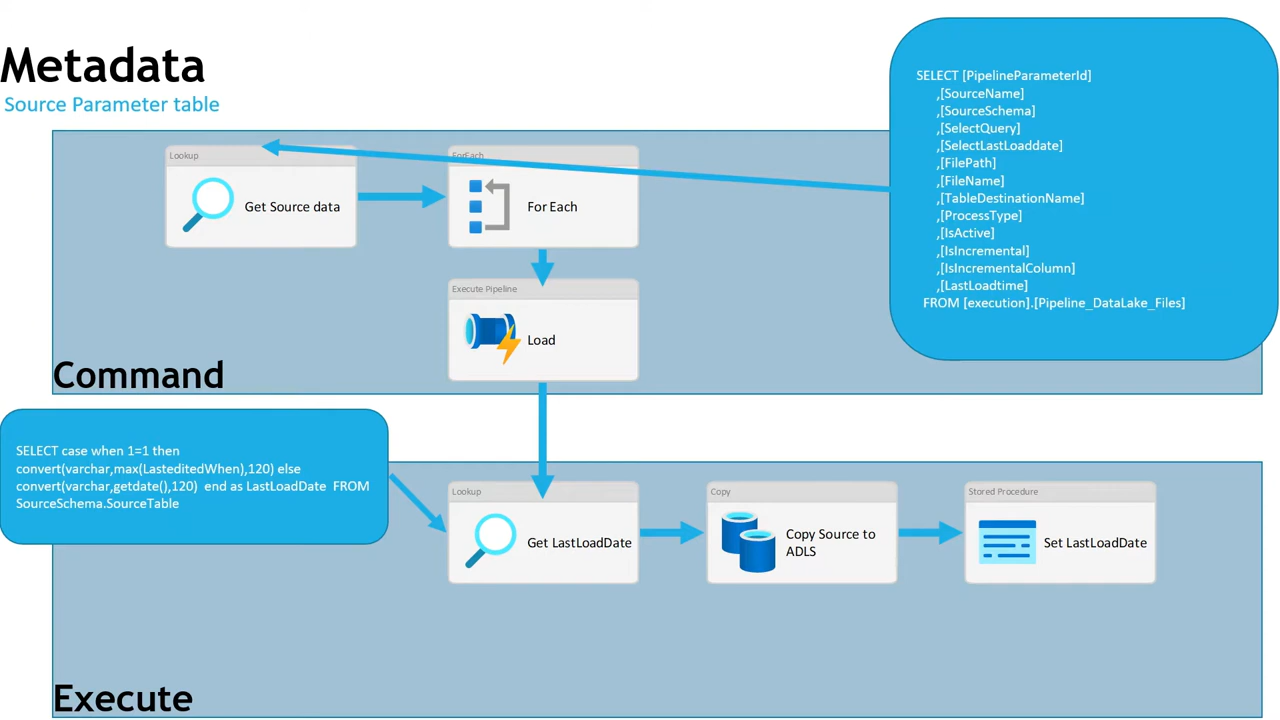 Metadata
Source Parameter table
SELECT [PipelineParameterId]
,[SourceName]
,[SourceSchema]
,[SelectQuery]
,[SelectLastLoaddate]
,[FilePath]
,[FileName]
,[TableDestinationName]
,[ProcessType]
,[IsActive]
,[IsIncremental]
,[IsIncrementalColumn]
,[LastLoadtime]
FROM [execution].[Pipeline_DataLake_Files]
Lookup
Get Source data
ForEach
For Each
Execute Pipeline
Load
Command
SELECT case when 1=1 then
convert(varchar,max(LasteditedWhen),120) else
convert(varchar,getdate(),120) end as LastLoadDate FROM
SourceSchema.SourceTable
Lookup
Get LastLoadDate
Copy
Copy Source to
ADLS
Stored Procedure
Set LastLoadDate
Execute